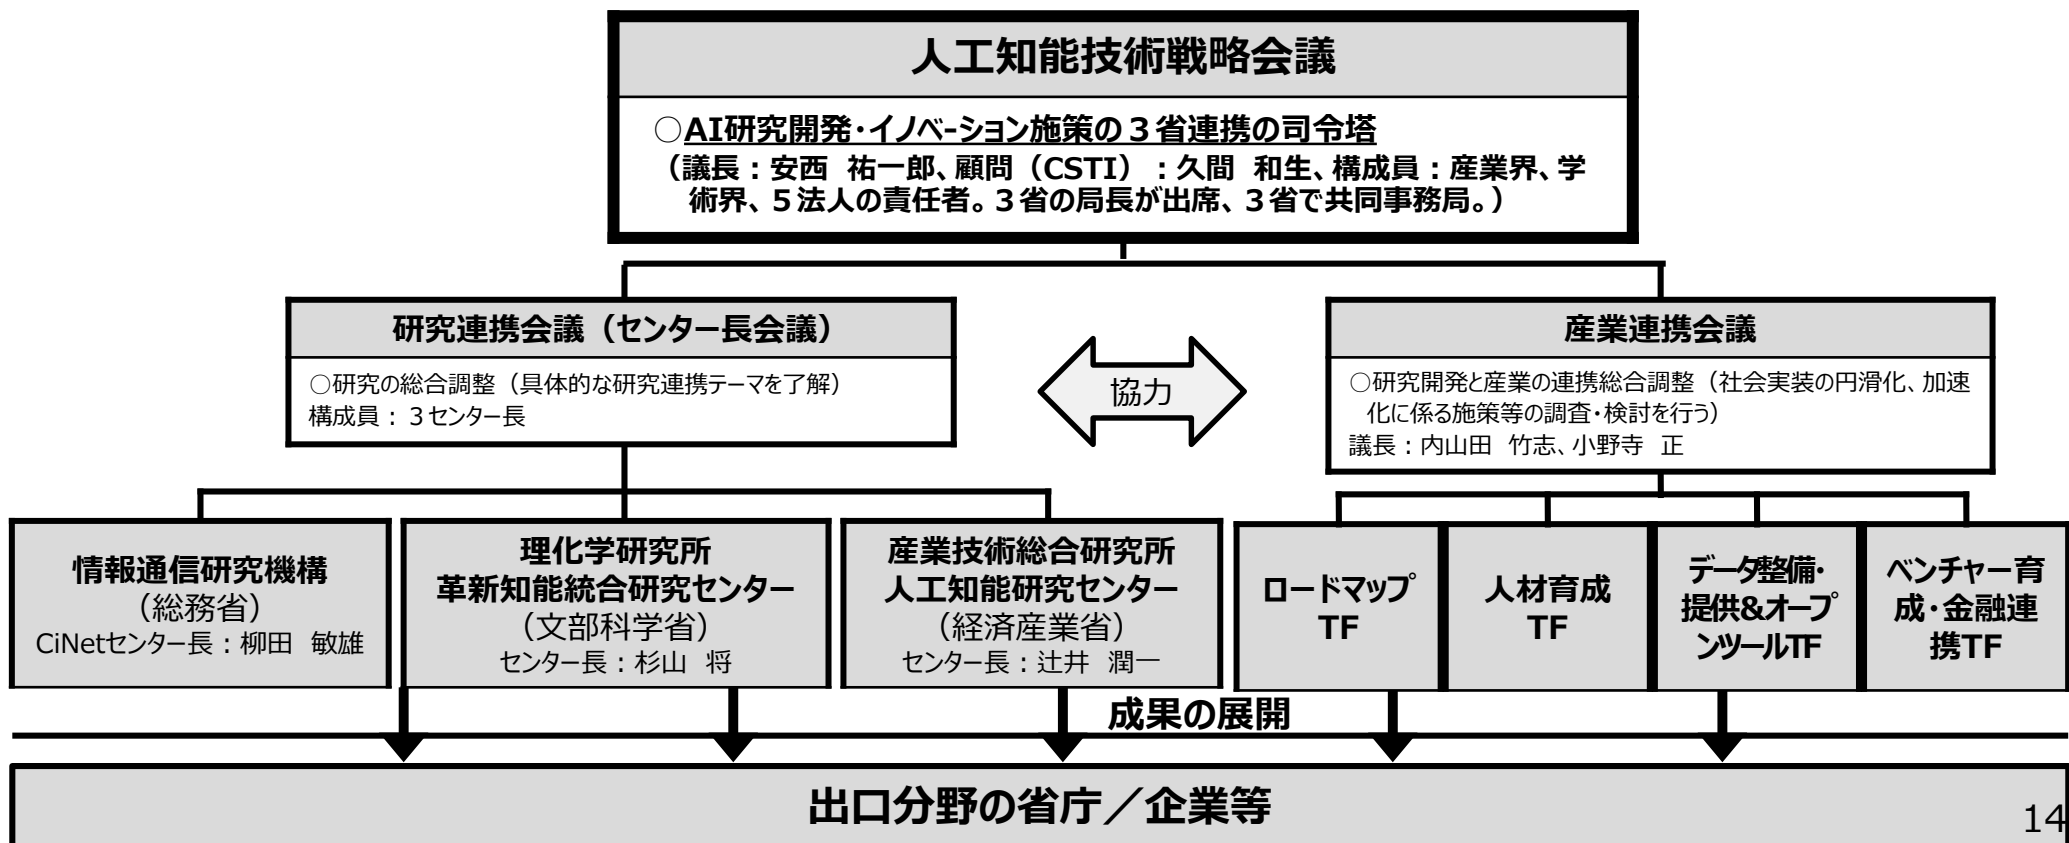 人工知能技術戦略会議
○AI研究開発・イノベーション施策の３省連携の司令塔
（議長：安西 祐一郎、顧問（CSTI）：久間 和生、構成員：産業界、学
術界、５法人の責任者。３省の局長が出席、３省で共同事務局。）
研究連携会議（センター長会議）
○研究の総合調整（具体的な研究連携テーマを了解）
構成員：３センター長
協力
産業連携会議
○研究開発と産業の連携総合調整（社会実装の円滑化、加速
化に係る施策等の調査・検討を行う）
議長：内山田 竹志、小野寺 正
情報通信研究機構
（総務省）
CiNetセンター長：柳田 敏雄
理化学研究所
革新知能統合研究センター
（文部科学省）
センター長：杉山 将
産業技術総合研究所
人工知能研究センター
（経済産業省）
センター長：辻井 潤一
ロードマップ
TF
人材育成
TF
データ整備・
提供&オープ
ンツールTF
ベンチャー育
成・金融連
携TF
成果の展開
出口分野の省庁／企業等
14